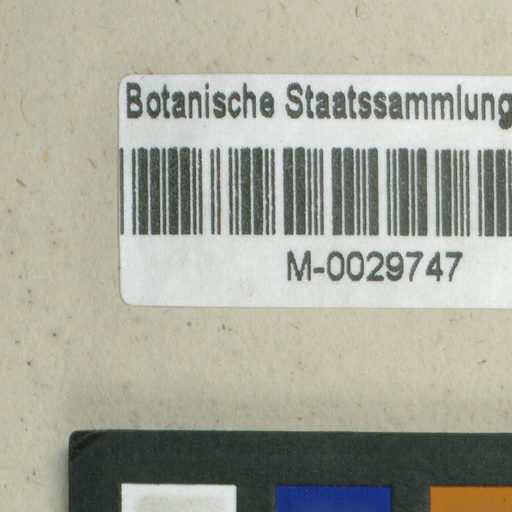 Botanische Staatssammlung
M-0029747